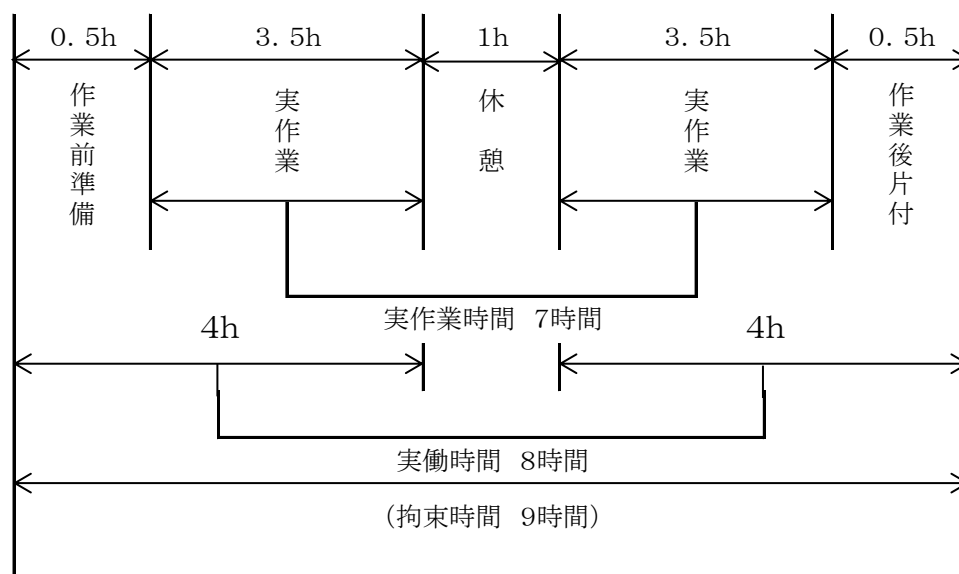 0.5h
3.5h
1h
3.5h
0.5h
作業前準備
実作業
休憩
実作業
作業後片付
実作業時間 7時間
4h
4h
実働時間 8時間
(拘束時間 9時間)